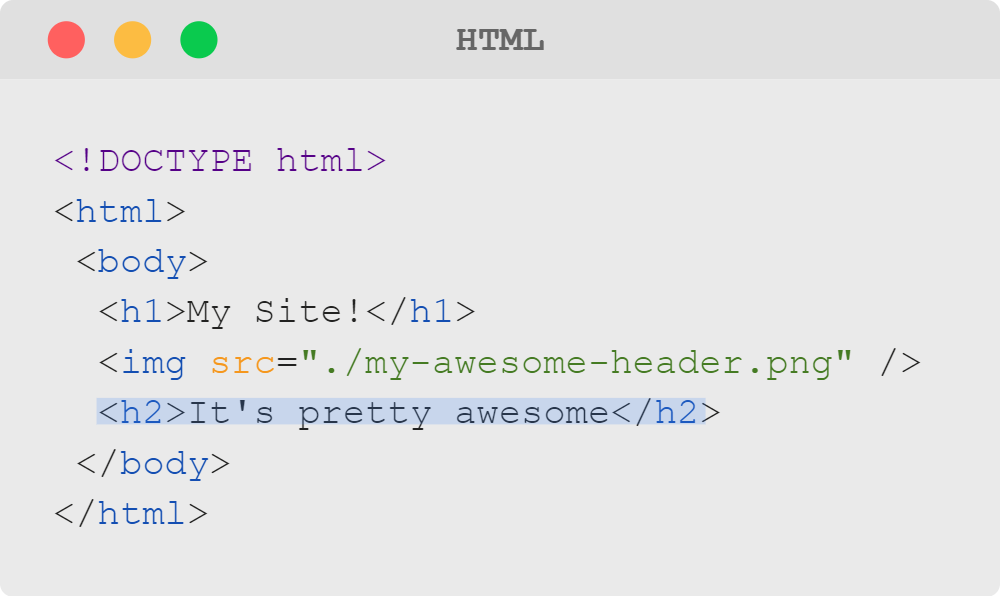 HTML
<!DOCTYPE html>
<html>
<body>
<h1>My Site!</h1>
<img src="./my-awesome-header.png" />
<h2>It's pretty awesome</h2>
</body>
</html>